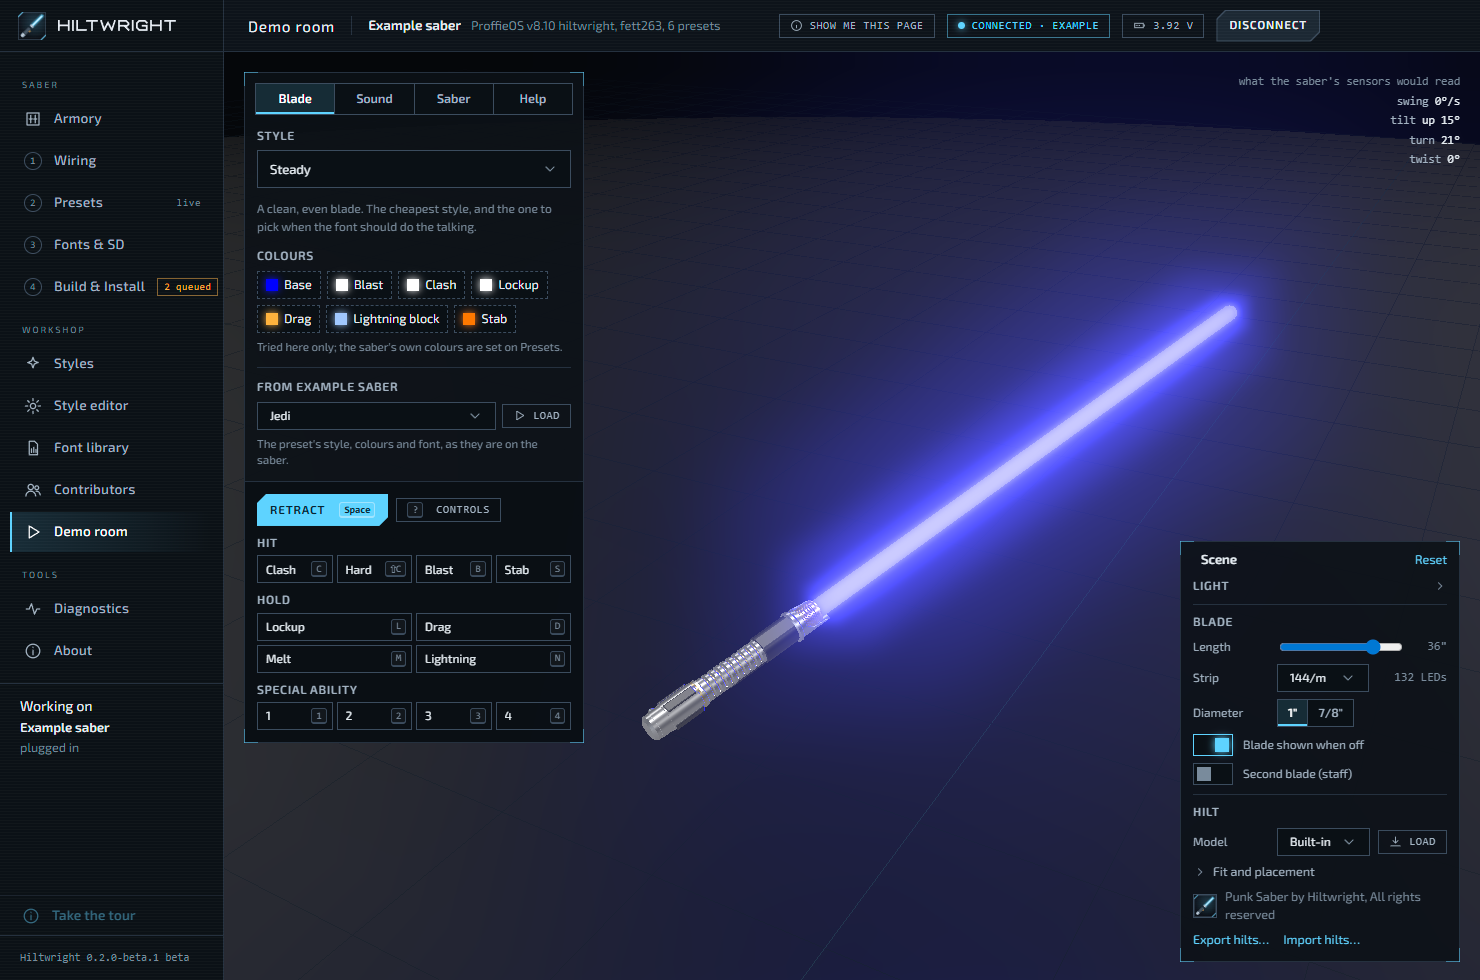 HILTWRIGHT
Demo room
Example saber ProffieOS v8.10 hiltwright, fett263, 6 presets
SHOW ME THIS PAGE
CONNECTED · EXAMPLE
3.92 V
DISCONNECT
SABER
Armory
1 Wiring
2 Presets live
3 Fonts & SD
4 Build & Install 2 queued
WORKSHOP
Styles
Style editor
Font library
Contributors
Demo room
TOOLS
Diagnostics
About
Working on
Example saber
plugged in
Take the tour
Hiltwright 0.2.0-beta.1 beta
Blade Sound Saber Help
STYLE
Steady
A clean, even blade. The cheapest style, and the one to
pick when the font should do the talking.
COLOURS
Base Blast Clash Lockup
Drag Lightning block Stab
Tried here only; the saber's own colours are set on Presets.
FROM EXAMPLE SABER
Jedi LOAD
The preset's style, colours and font, as they are on the
saber.
RETRACT Space ? CONTROLS
HIT
Clash C Hard ⇧C Blast B Stab S
HOLD
Lockup L Drag D
Melt M Lightning N
SPECIAL ABILITY
1 1 2 2 3 3 4 4
what the saber's sensors would read
swing 0°/s
tilt up 15°
turn 21°
twist 0°
Scene Reset
LIGHT
BLADE
Length 36"
Strip 144/m 132 LEDs
Diameter 1" 7/8"
Blade shown when off
Second blade (staff)
HILT
Model Built-in LOAD
Fit and placement
Punk Saber by Hiltwright, All rights
reserved
Export hilts... Import hilts...